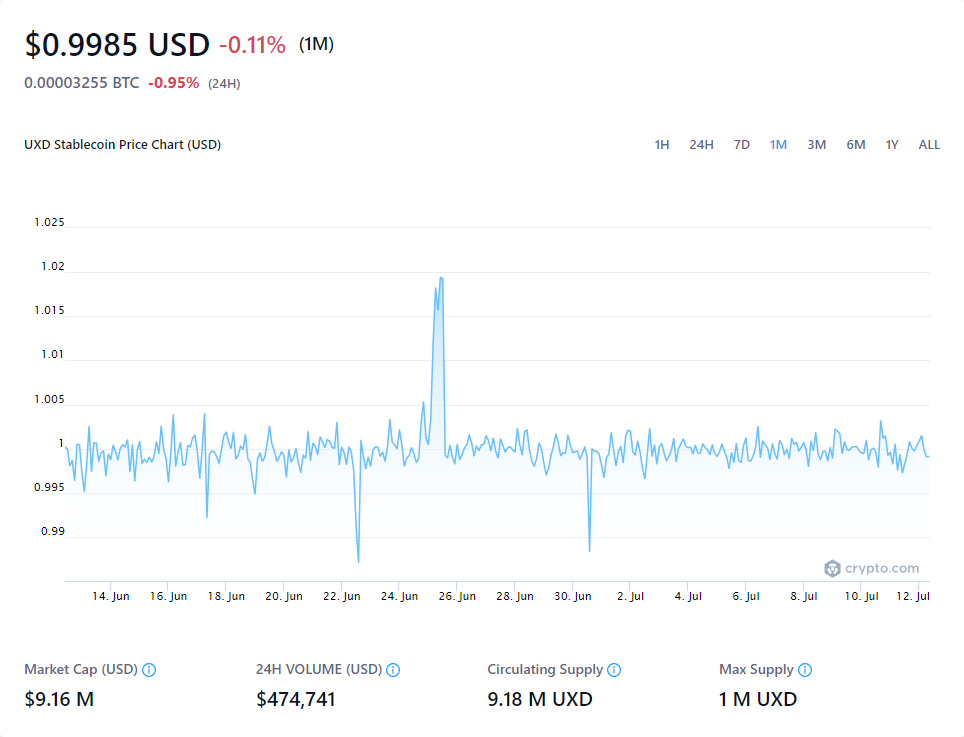 $0.9985 USD -0.11% (1M)
0.00003255 BTC -0.95% (24H)
UXD Stablecoin Price Chart (USD) 1H 24H 7D 1M 3M 6M 1Y ALL
1.025
1.02
1.015
1.01
1.005
1
0.995
0.99
crypto.com
14. Jun 16. Jun 18. Jun 20. Jun 22. Jun 24. Jun 26. Jun 28. Jun 30. Jun 2. Jul 4. Jul 6. Jul 8. Jul 10. Jul 12. Jul
Market Cap (USD) 24H VOLUME (USD) Circulating Supply Max Supply
$9.16 M $474,741 9.18 M UXD 1 M UXD